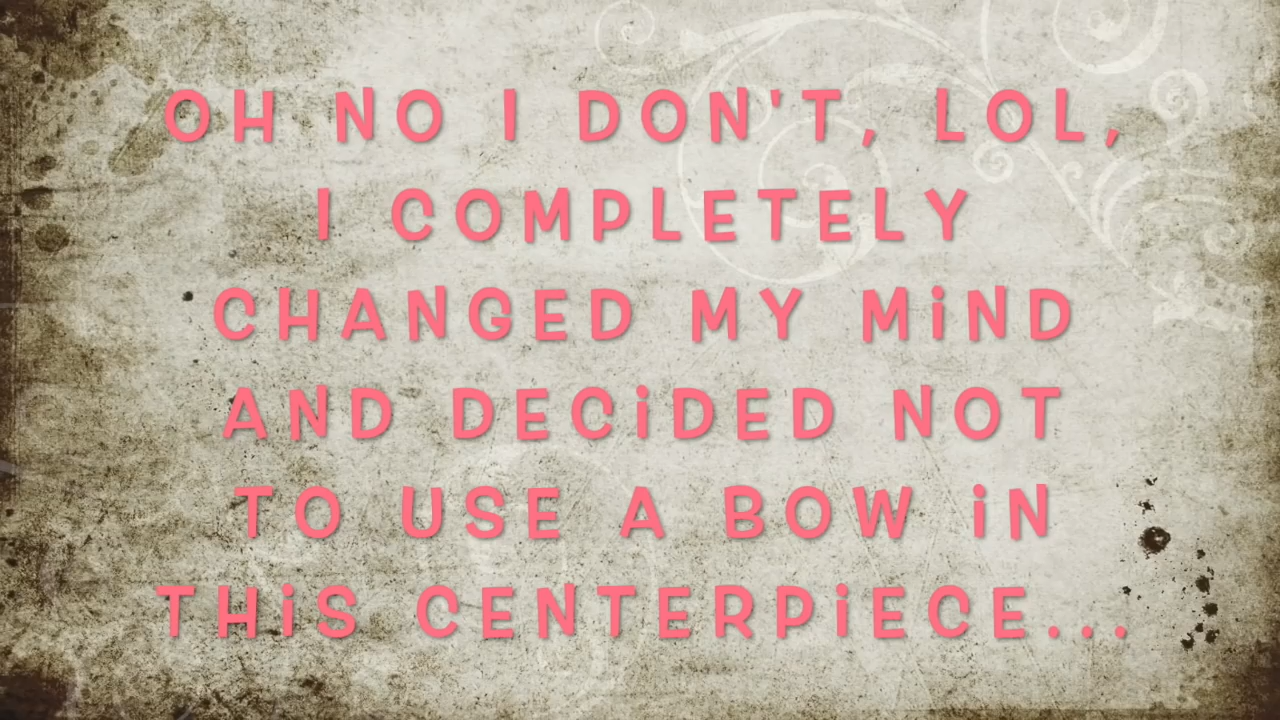 OH NO I DON'T, LOL,
I COMPLETELY
CHANGED MY MiND
AND DECiDED NOT
TO USE A BOW iN
THiS CENTERPiECE...